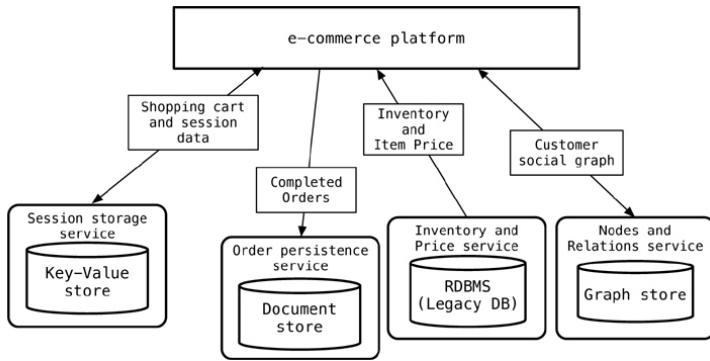 e-commerce platform
Shopping cart
and session
data
Inventory
and
Item Price
Customer
social graph
Completed
Orders
Session storage
service
Key-Value
store
Order persistence
service
Document
store
Inventory and
Price service
RDBMS
(Legacy DB)
Nodes and
Relations service
Graph store